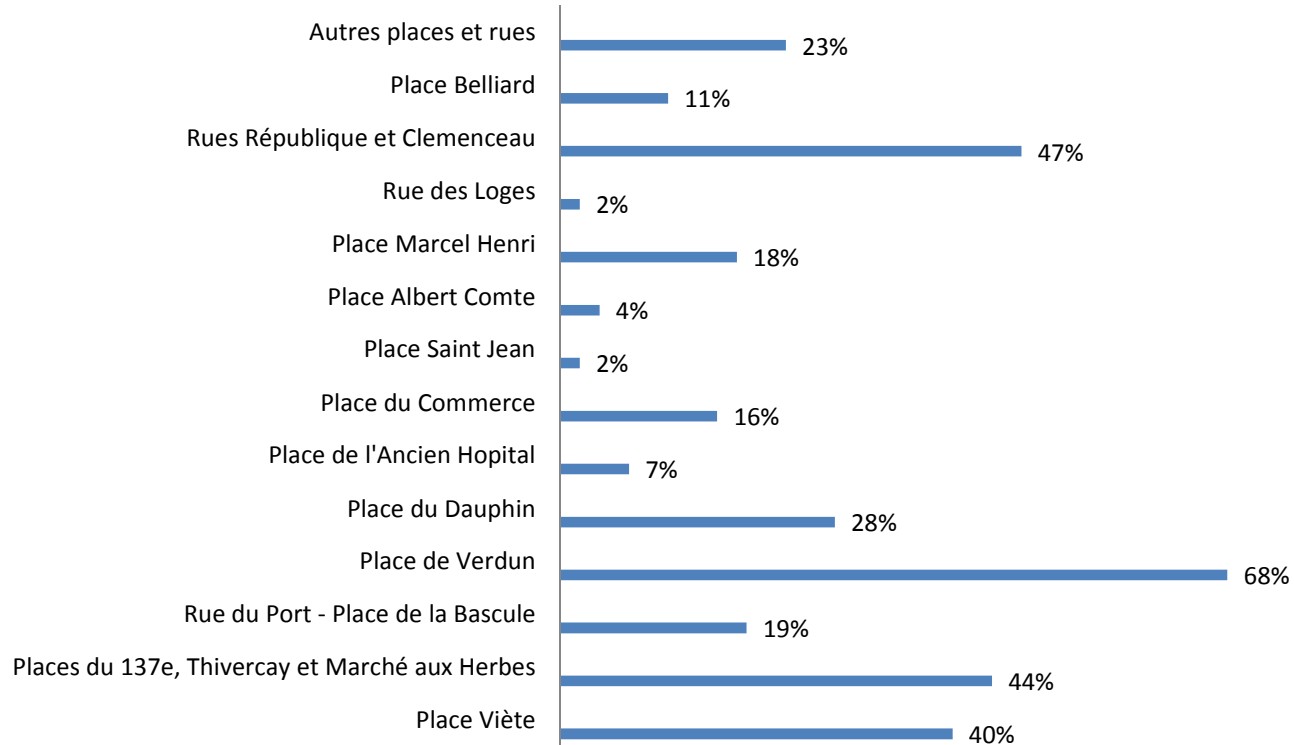 Autres places et rues 23%
Place Belliard 11%
Rues République et Clemenceau 47%
Rue des Loges 2%
Place Marcel Henri 18%
Place Albert Comte 4%
Place Saint Jean 2%
Place du Commerce 16%
Place de l'Ancien Hopital 7%
Place du Dauphin 28%
Place de Verdun 68%
Rue du Port - Place de la Bascule 19%
Places du 137e, Thivercay et Marché aux Herbes 44%
Place Viète 40%